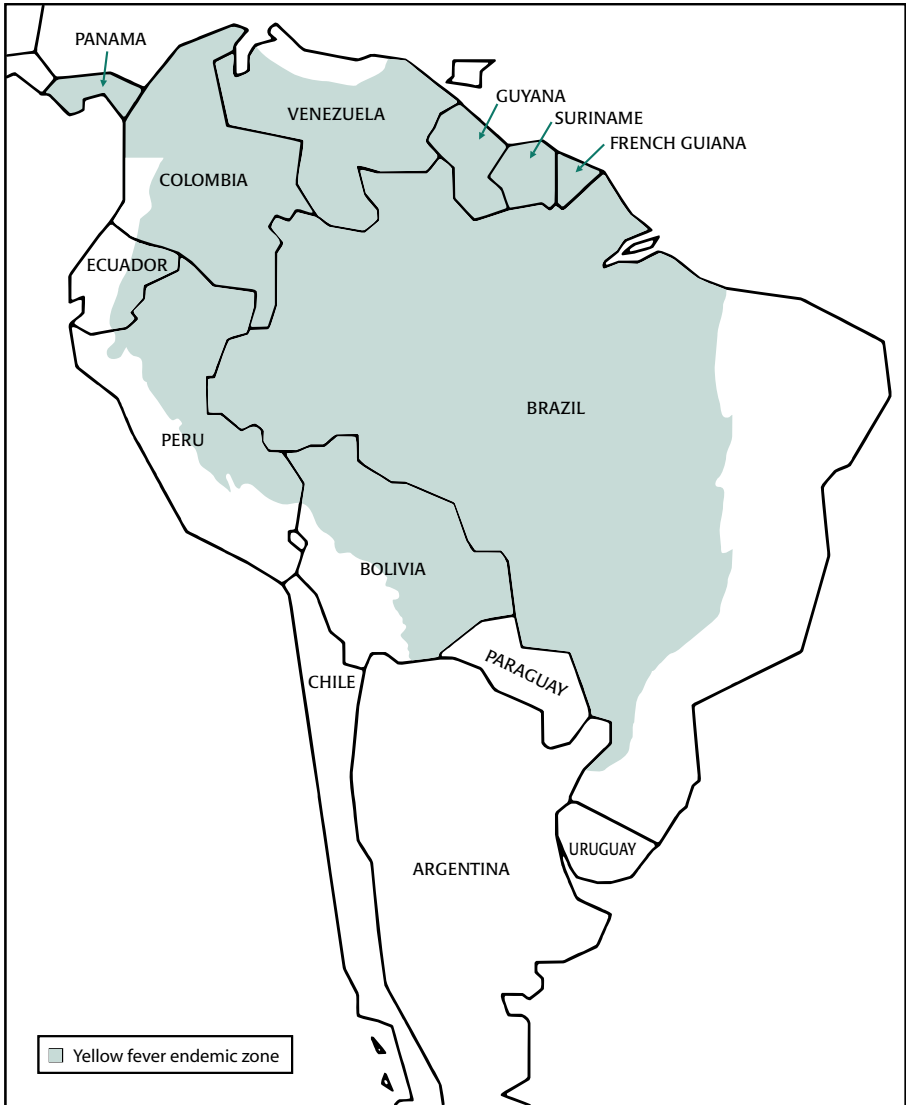 PANAMA
GUYANA
VENEZUELA
SURINAME
FRENCH GUIANA
COLOMBIA
ECUADOR
BRAZIL
PERU
BOLIVIA
PARAGUAY
CHILE
URUGUAY
ARGENTINA
Yellow fever endemic zone